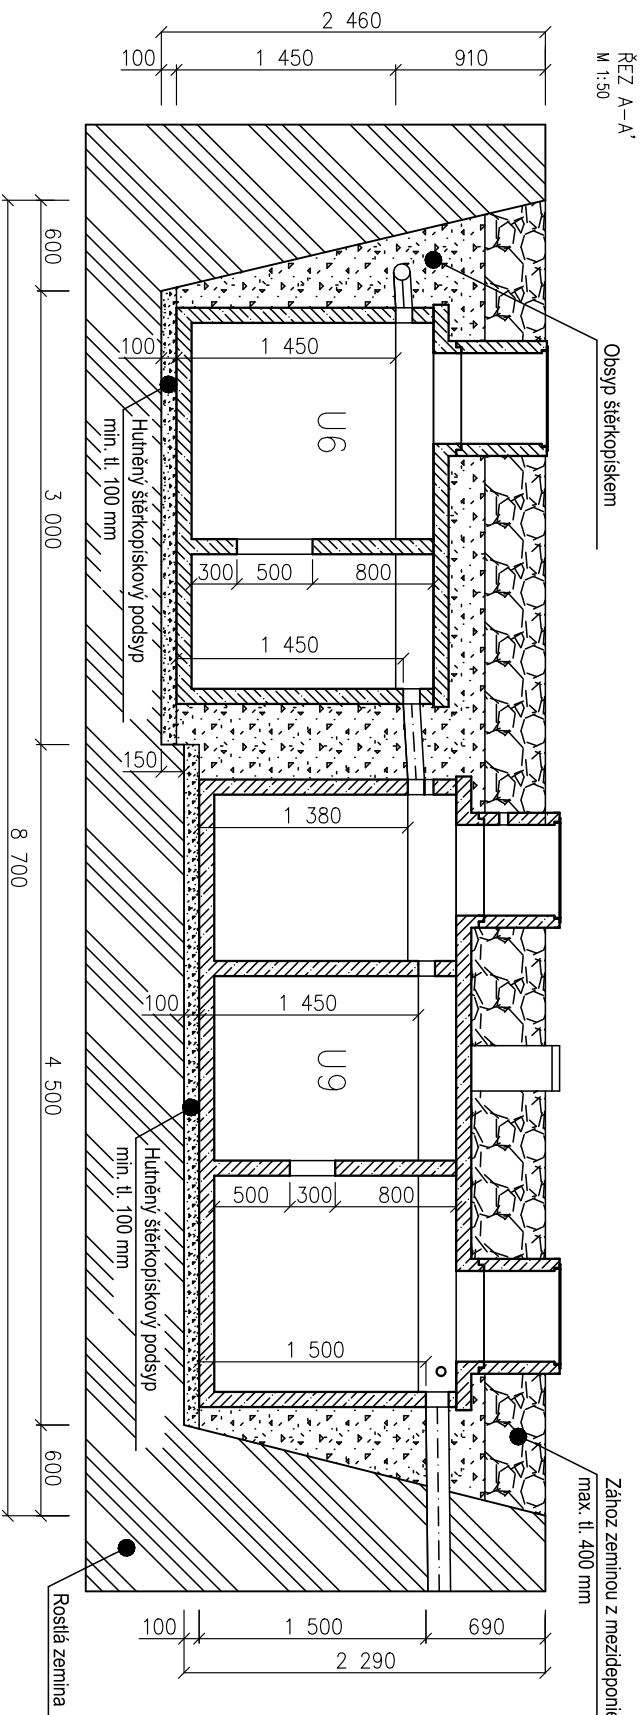 ŘEZ A-A'
M 1:50
2 460
100
1 450
910
Obsyp štěrkopískem
Zához zeminou z mezideponie
max. tl. 400 mm
U6
100
1 450
300
500
800
1 450
Hutněný štěrkopískový podsyp
min. tl. 100 mm
150
1 380
100
1 450
U9
500
300
800
1 500
Hutněný štěrkopískový podsyp
min. tl. 100 mm
Rostlá zemina
600
3 000
4 500
600
8 700
100
1 500
690
2 290